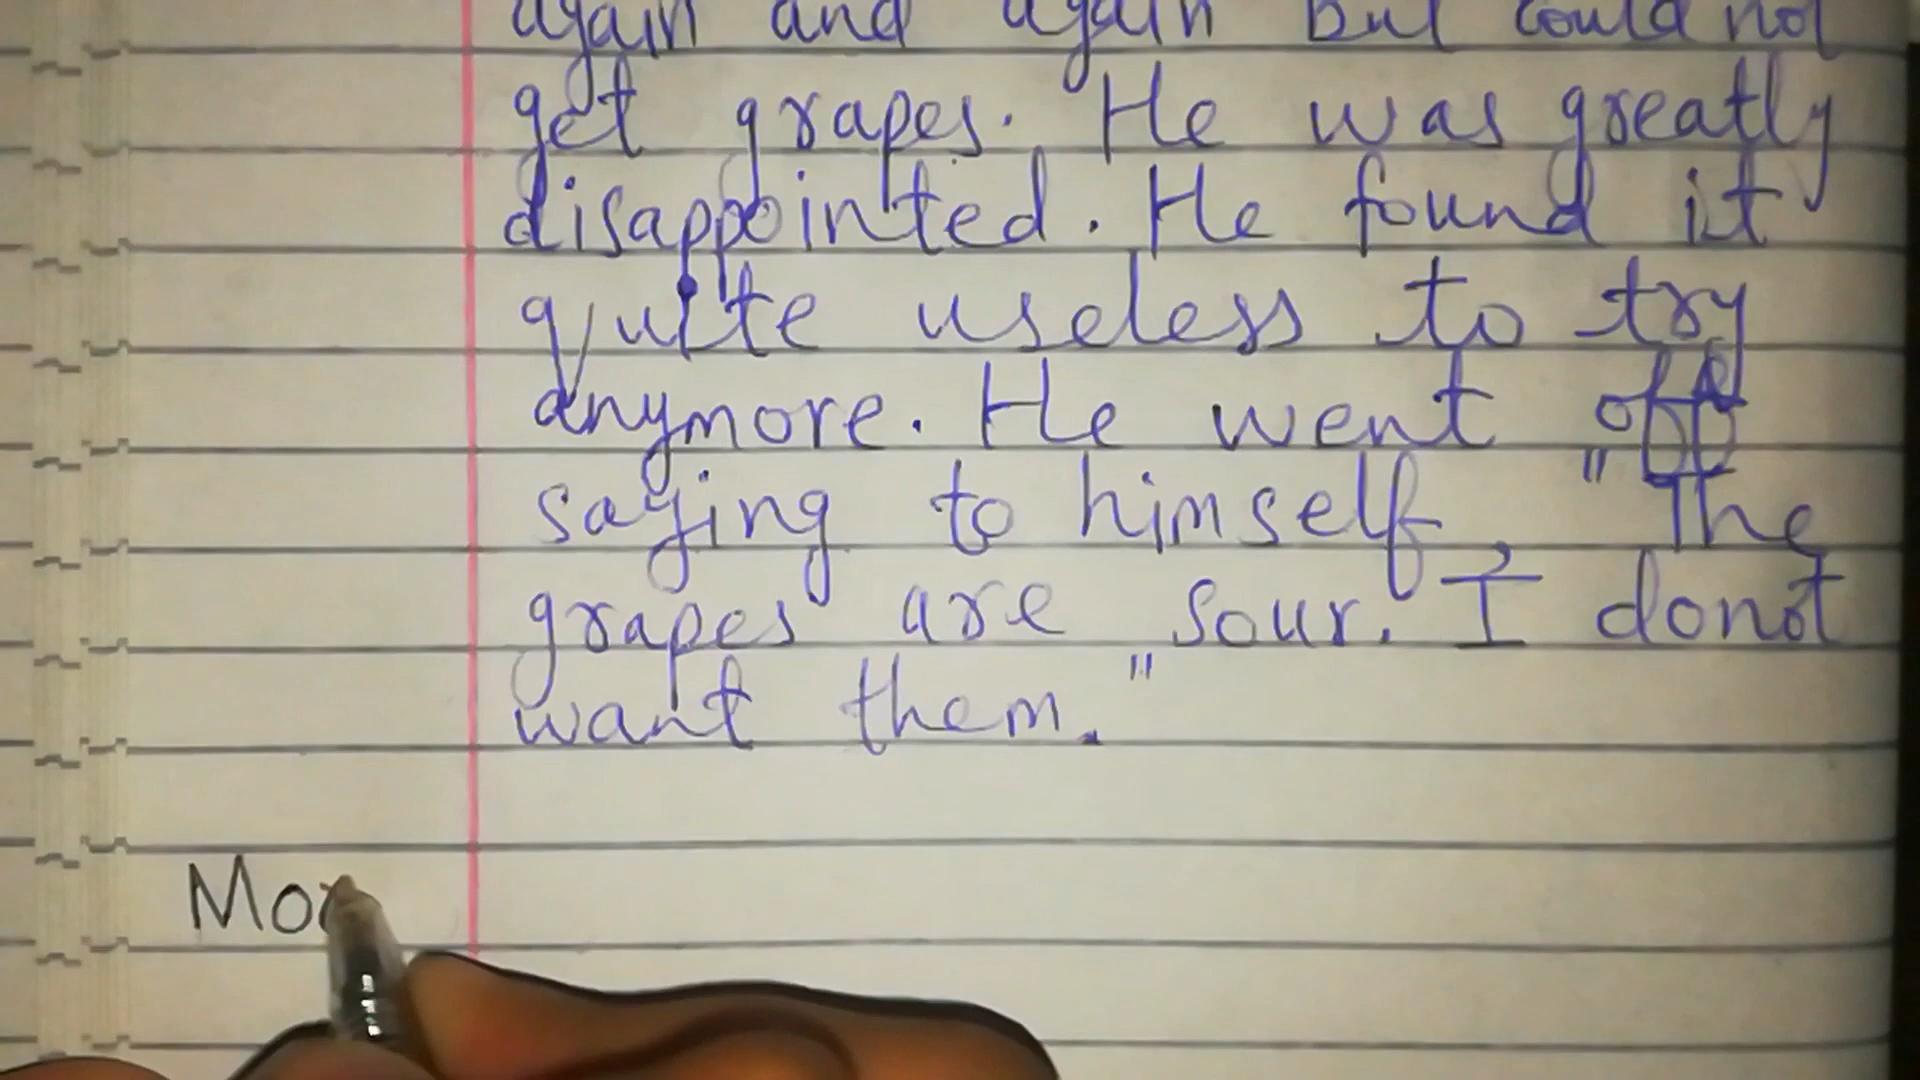 again and again but could not
get grapes. He was greatly
disappointed. He found it
quite useless to try
anymore. He went off
saying to himself, "The
grapes are sour. I donot
want them."